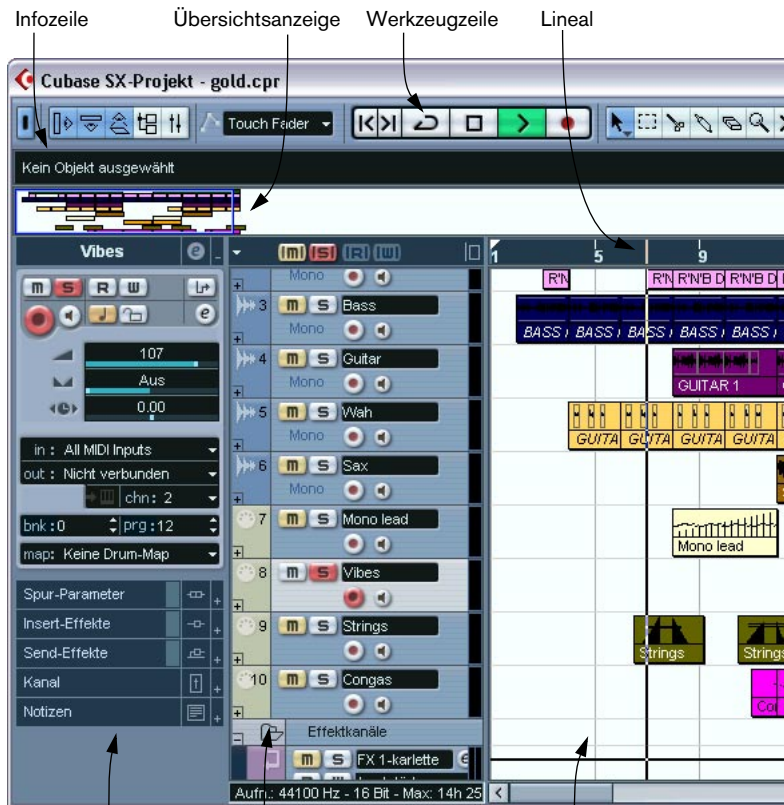 Infozeile Übersichtsanzeige Werkzeugzeile Lineal
Cubase SX-Projekt - gold.cpr
Touch Fader
Kein Objekt ausgewählt
Vibes e
m S R W
1 5 9
Mono
R'N R'N R'N'B D R'N'B D
m S R W
e
3 m S Bass
Mono
BASS BASS BASS BASS BASS
107
4 m S Guitar
Mono
GUITAR 1
Aus
0.00
5 m S Wah
Mono
GUITA GUITA GUITA GUITA
in : All MIDI Inputs
out : Nicht verbunden
chn: 2
bnk :0 prg :12
map: Keine Drum-Map
6 m S Sax
Mono
7 m S Mono lead
Mono lead
8 m S Vibes
Spur-Parameter
Insert-Effekte
Send-Effekte
Kanal
Notizen
9 m S Strings
Strings Strings
10 m S Congas
Effektkanäle
m S FX 1-karlette e
Aufn.: 44100 Hz - 16 Bit - Max: 14h 25